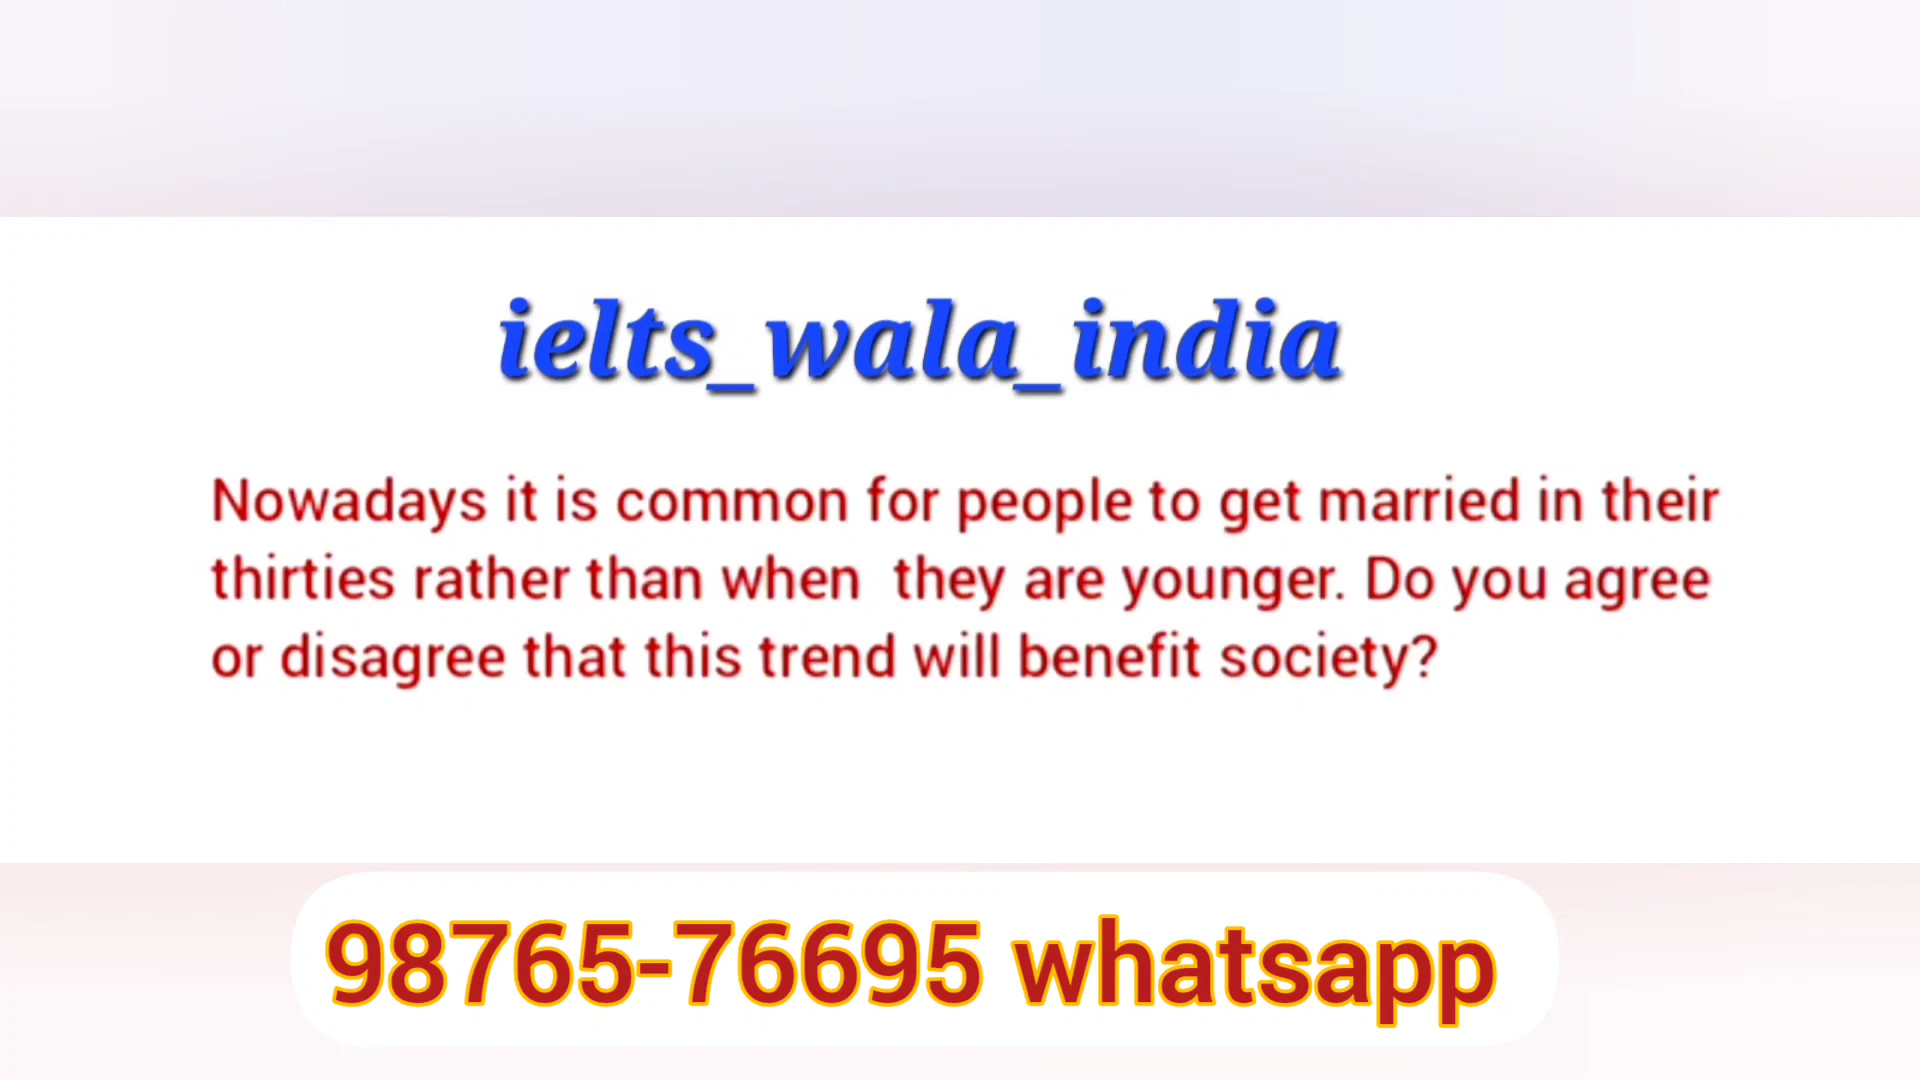 ielts_wala_india
Nowadays it is common for people to get married in their
thirties rather than when they are younger. Do you agree
or disagree that this trend will benefit society?
98765-76695 whatsapp